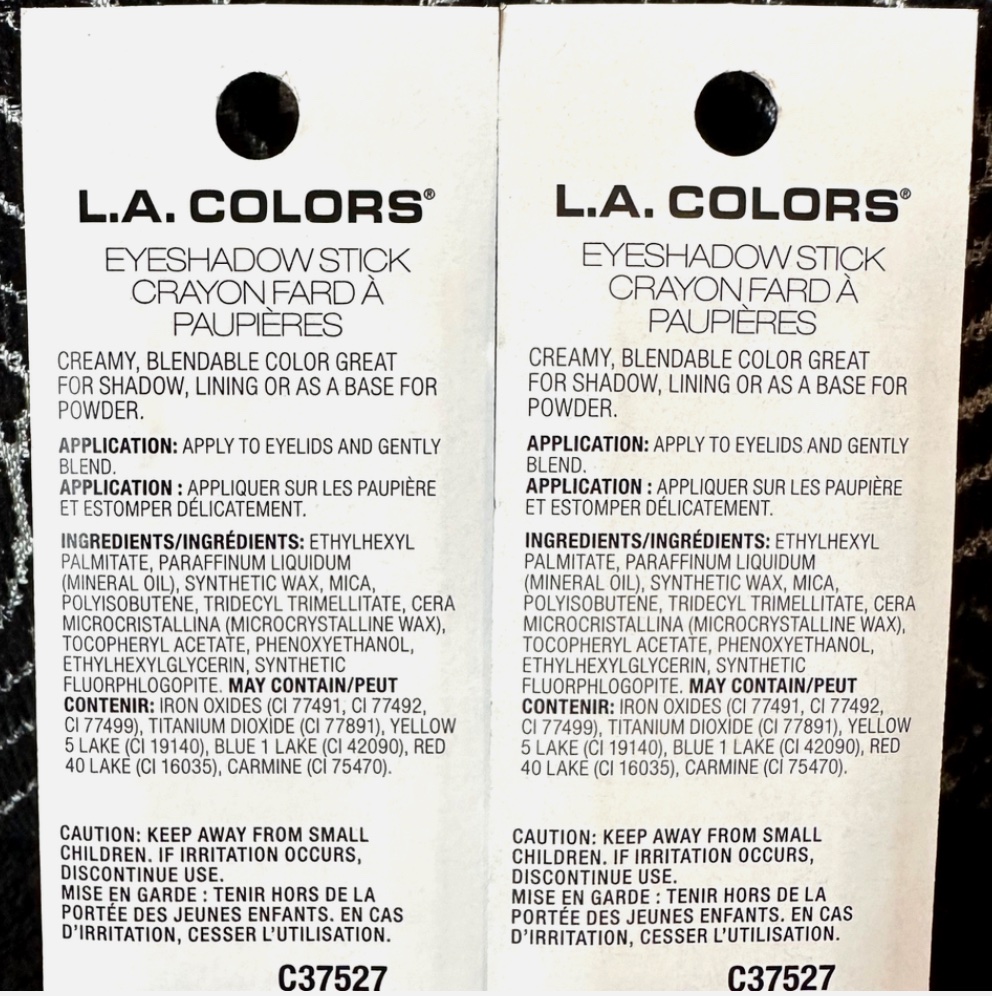 L.A. COLORS®
EYESHADOW STICK
CRAYON FARD À
PAUPIÈRES
CREAMY, BLENDABLE COLOR GREAT
FOR SHADOW, LINING OR AS A BASE FOR
POWDER.
APPLICATION: APPLY TO EYELIDS AND GENTLY
BLEND.
APPLICATION : APPLIQUER SUR LES PAUPIÈRE
ET ESTOMPER DÉLICATEMENT.
INGREDIENTS/INGRÉDIENTS: ETHYLHEXYL
PALMITATE, PARAFFINUM LIQUIDUM
(MINERAL OIL), SYNTHETIC WAX, MICA,
POLYISOBUTENE, TRIDECYL TRIMELLITATE, CERA
MICROCRISTALLINA (MICROCRYSTALLINE WAX),
TOCOPHERYL ACETATE, PHENOXYETHANOL,
ETHYLHEXYLGLYCERIN, SYNTHETIC
FLUORPHLOGOPITE. MAY CONTAIN/PEUT
CONTENIR: IRON OXIDES (CI 77491, CI 77492,
CI 77499), TITANIUM DIOXIDE (CI 77891), YELLOW
5 LAKE (CI 19140), BLUE 1 LAKE (CI 42090), RED
40 LAKE (CI 16035), CARMINE (CI 75470).
CAUTION: KEEP AWAY FROM SMALL
CHILDREN. IF IRRITATION OCCURS,
DISCONTINUE USE.
MISE EN GARDE : TENIR HORS DE LA
PORTÉE DES JEUNES ENFANTS. EN CAS
D'IRRITATION, CESSER L'UTILISATION.
C37527
L.A. COLORS®
EYESHADOW STICK
CRAYON FARD À
PAUPIÈRES
CREAMY, BLENDABLE COLOR GREAT
FOR SHADOW, LINING OR AS A BASE FOR
POWDER.
APPLICATION: APPLY TO EYELIDS AND GENTLY
BLEND.
APPLICATION : APPLIQUER SUR LES PAUPIÈRE
ET ESTOMPER DÉLICATEMENT.
INGREDIENTS/INGRÉDIENTS: ETHYLHEXYL
PALMITATE, PARAFFINUM LIQUIDUM
(MINERAL OIL), SYNTHETIC WAX, MICA,
POLYISOBUTENE, TRIDECYL TRIMELLITATE, CERA
MICROCRISTALLINA (MICROCRYSTALLINE WAX),
TOCOPHERYL ACETATE, PHENOXYETHANOL,
ETHYLHEXYLGLYCERIN, SYNTHETIC
FLUORPHLOGOPITE. MAY CONTAIN/PEUT
CONTENIR: IRON OXIDES (CI 77491, CI 77492,
CI 77499), TITANIUM DIOXIDE (CI 77891), YELLOW
5 LAKE (CI 19140), BLUE 1 LAKE (CI 42090), RED
40 LAKE (CI 16035), CARMINE (CI 75470).
CAUTION: KEEP AWAY FROM SMALL
CHILDREN. IF IRRITATION OCCURS,
DISCONTINUE USE.
MISE EN GARDE : TENIR HORS DE LA
PORTÉE DES JEUNES ENFANTS. EN CAS
D'IRRITATION, CESSER L'UTILISATION.
C37527